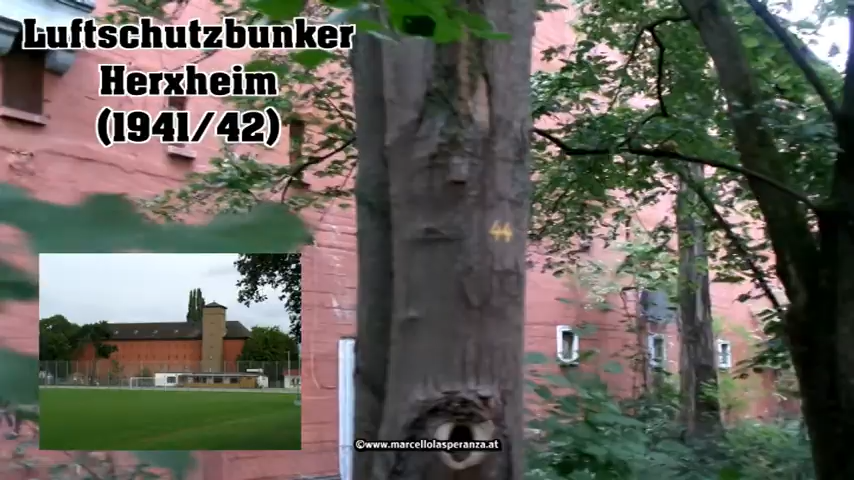 Luftschutzbunker
Herxheim
(1941/42)
44
©www.marcellolasperanza.at